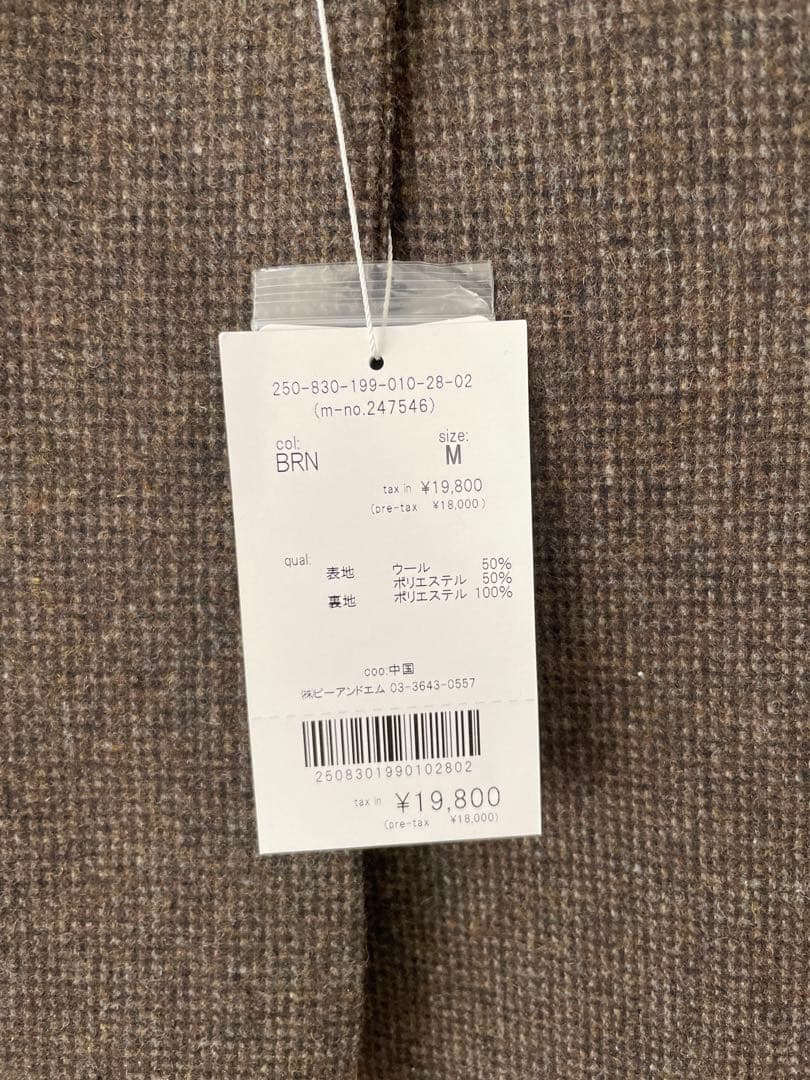 250-830-199-010-28-02
(m-no.247546)
col: size:
BRN M
tax in ¥19,800
(pre-tax ¥18,000)
qual:
表地 ウール 50%
ポリエステル 50%
裏地 ポリエステル 100%
coo:中国
㈱ビーアンドエム 03-3643-0557
2508301990102802
tax in ¥19,800
(pre-tax ¥18,000)